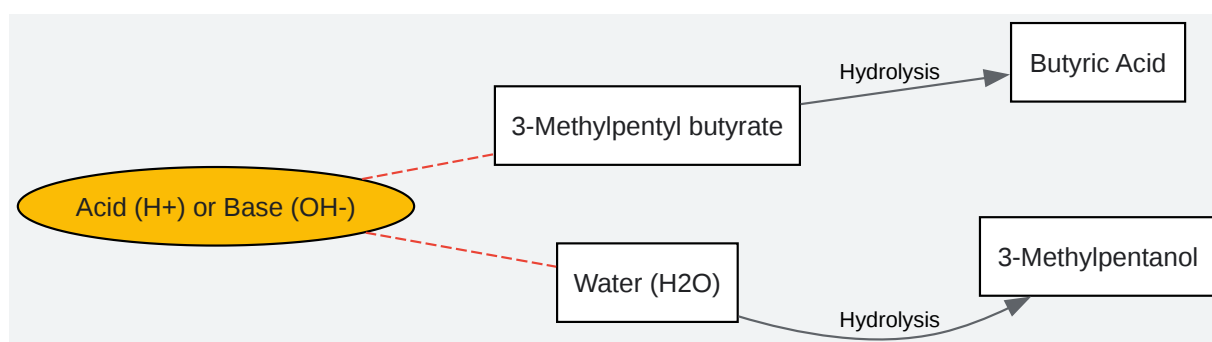 Acid (H+) or Base (OH-)
3-Methylpentyl butyrate
Hydrolysis
Butyric Acid
Water (H2O)
Hydrolysis
3-Methylpentanol